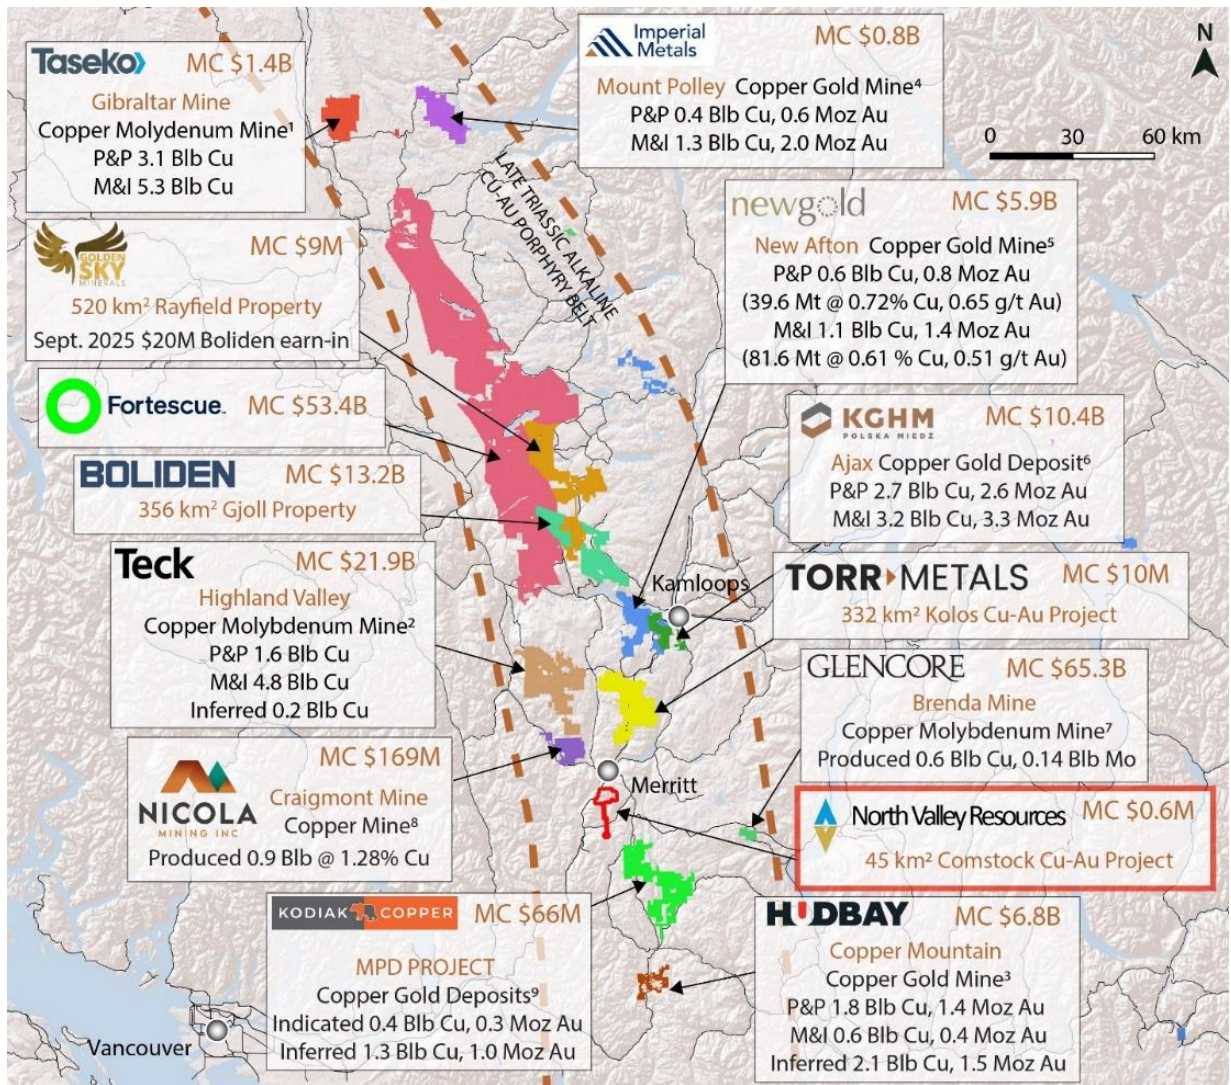 Taseko
MC $1.4B
Gibraltar Mine
Copper Molydenum Mine¹
P&P 3.1 Blb Cu
M&I 5.3 Blb Cu
Imperial
Metals
MC $0.8B
Mount Polley Copper Gold Mine⁴
P&P 0.4 Blb Cu, 0.6 Moz Au
M&I 1.3 Blb Cu, 2.0 Moz Au
N
0 30 60 km
LATE TRIASSIC ALKALINE
CU-AU PORPHYRY BELT
newgold
MC $5.9B
New Afton Copper Gold Mine⁵
P&P 0.6 Blb Cu, 0.8 Moz Au
(39.6 Mt @ 0.72% Cu, 0.65 g/t Au)
M&I 1.1 Blb Cu, 1.4 Moz Au
(81.6 Mt @ 0.61 % Cu, 0.51 g/t Au)
GOLDEN
SKY
MINERALS
MC $9M
520 km² Rayfield Property
Sept. 2025 $20M Boliden earn-in
Fortescue.
MC $53.4B
KGHM
POLSKA MIEDŹ
MC $10.4B
Ajax Copper Gold Deposit⁶
P&P 2.7 Blb Cu, 2.6 Moz Au
M&I 3.2 Blb Cu, 3.3 Moz Au
BOLIDEN
MC $13.2B
356 km² Gjoll Property
Teck
MC $21.9B
Highland Valley
Copper Molybdenum Mine²
P&P 1.6 Blb Cu
M&I 4.8 Blb Cu
Inferred 0.2 Blb Cu
Kamloops
TORR METALS
MC $10M
332 km² Kolos Cu-Au Project
GLENCORE
MC $65.3B
Brenda Mine
Copper Molybdenum Mine⁷
Produced 0.6 Blb Cu, 0.14 Blb Mo
NICOLA
MINING INC
MC $169M
Craigmont Mine
Copper Mine⁸
Produced 0.9 Blb @ 1.28% Cu
Merritt
North Valley Resources
MC $0.6M
45 km² Comstock Cu-Au Project
KODIAK COPPER
MC $66M
MPD PROJECT
Copper Gold Deposits⁹
Indicated 0.4 Blb Cu, 0.3 Moz Au
Inferred 1.3 Blb Cu, 1.0 Moz Au
HUDBAY
MC $6.8B
Copper Mountain
Copper Gold Mine³
P&P 1.8 Blb Cu, 1.4 Moz Au
M&I 0.6 Blb Cu, 0.4 Moz Au
Inferred 2.1 Blb Cu, 1.5 Moz Au
Vancouver